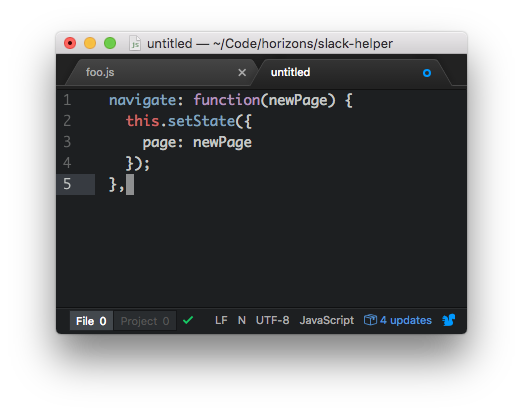 untitled — ~/Code/horizons/slack-helper
foo.js
untitled
1 navigate: function(newPage) {
2 this.setState({
3 page: newPage
4 });
5 },
File 0 Project 0 LF N UTF-8 JavaScript 4 updates